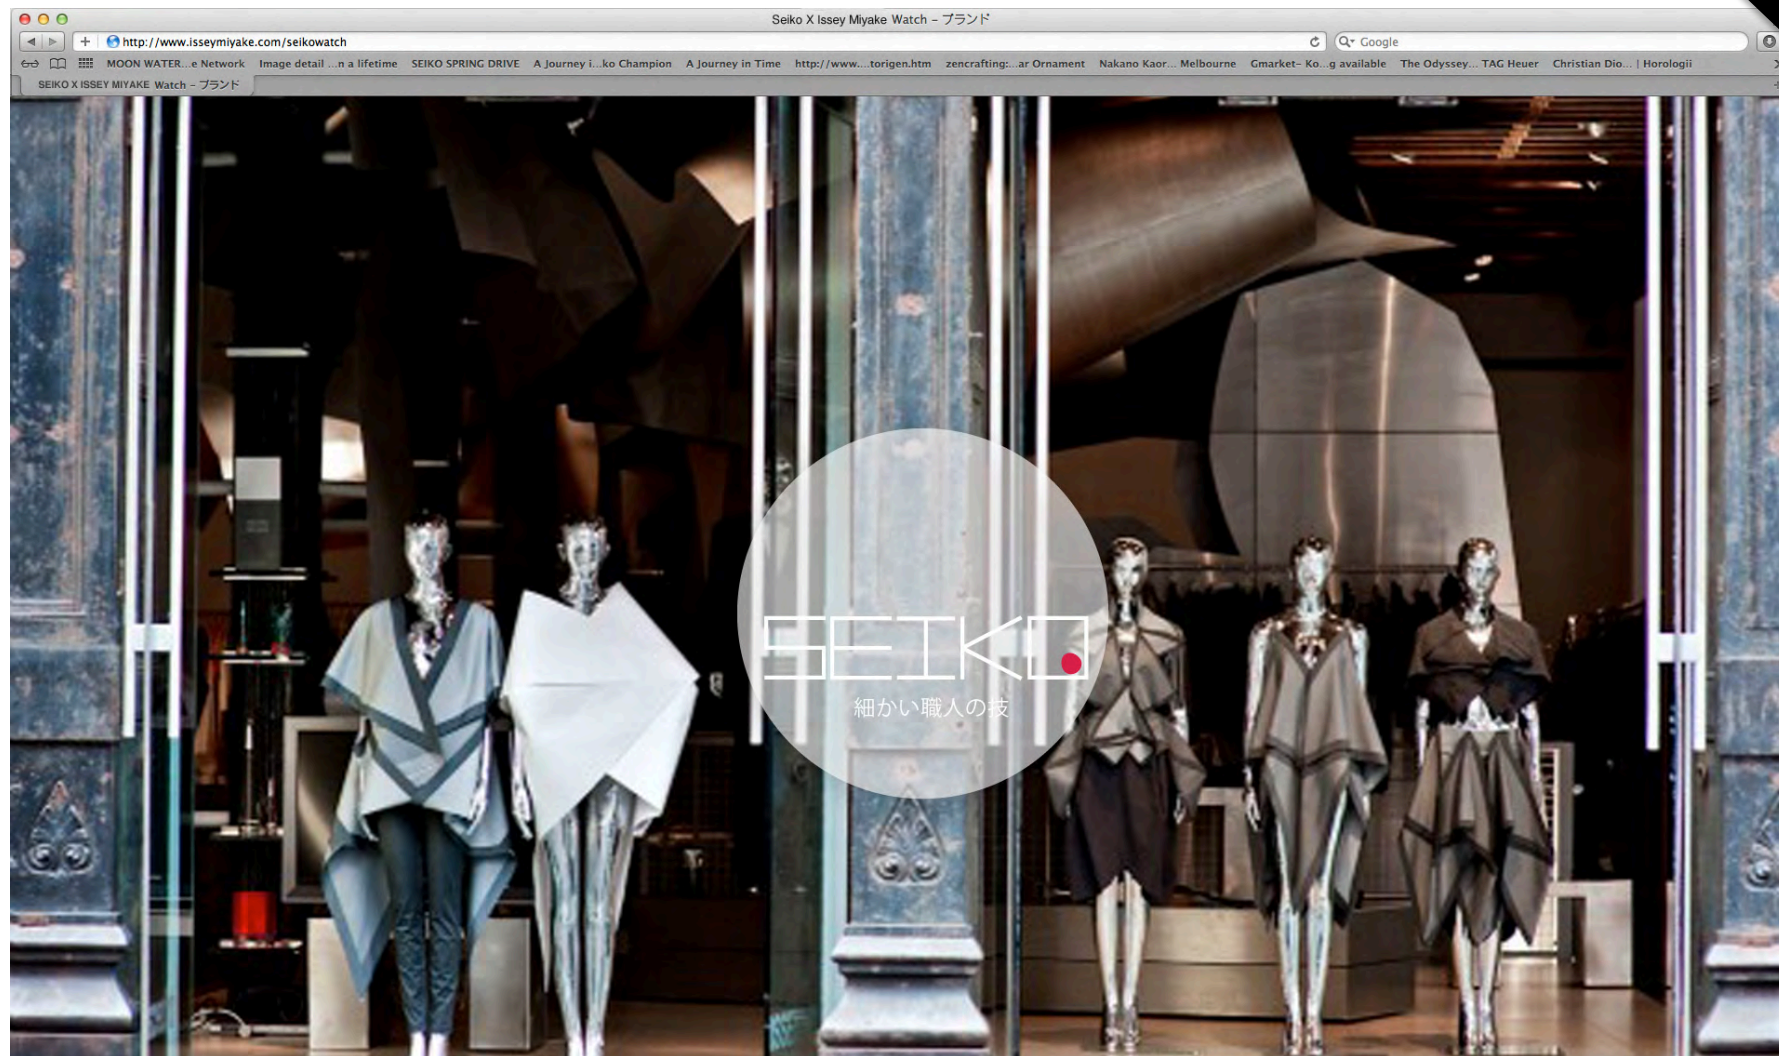 Seiko X Issey Miyake Watch – ブランド
http://www.isseymiyake.com/seikowatch
Google
MOON WATER...e Network Image detail ...n a lifetime SEIKO SPRING DRIVE A Journey i...ko Champion A Journey in Time http://www....torigen.htm zencrafting:...ar Ornament Nakano Kaor... Melbourne Gmarket– Ko...g available The Odyssey... TAG Heuer Christian Dio... | Horologii
SEIKO X ISSEY MIYAKE Watch – ブランド
SEIKO
細かい職人の技